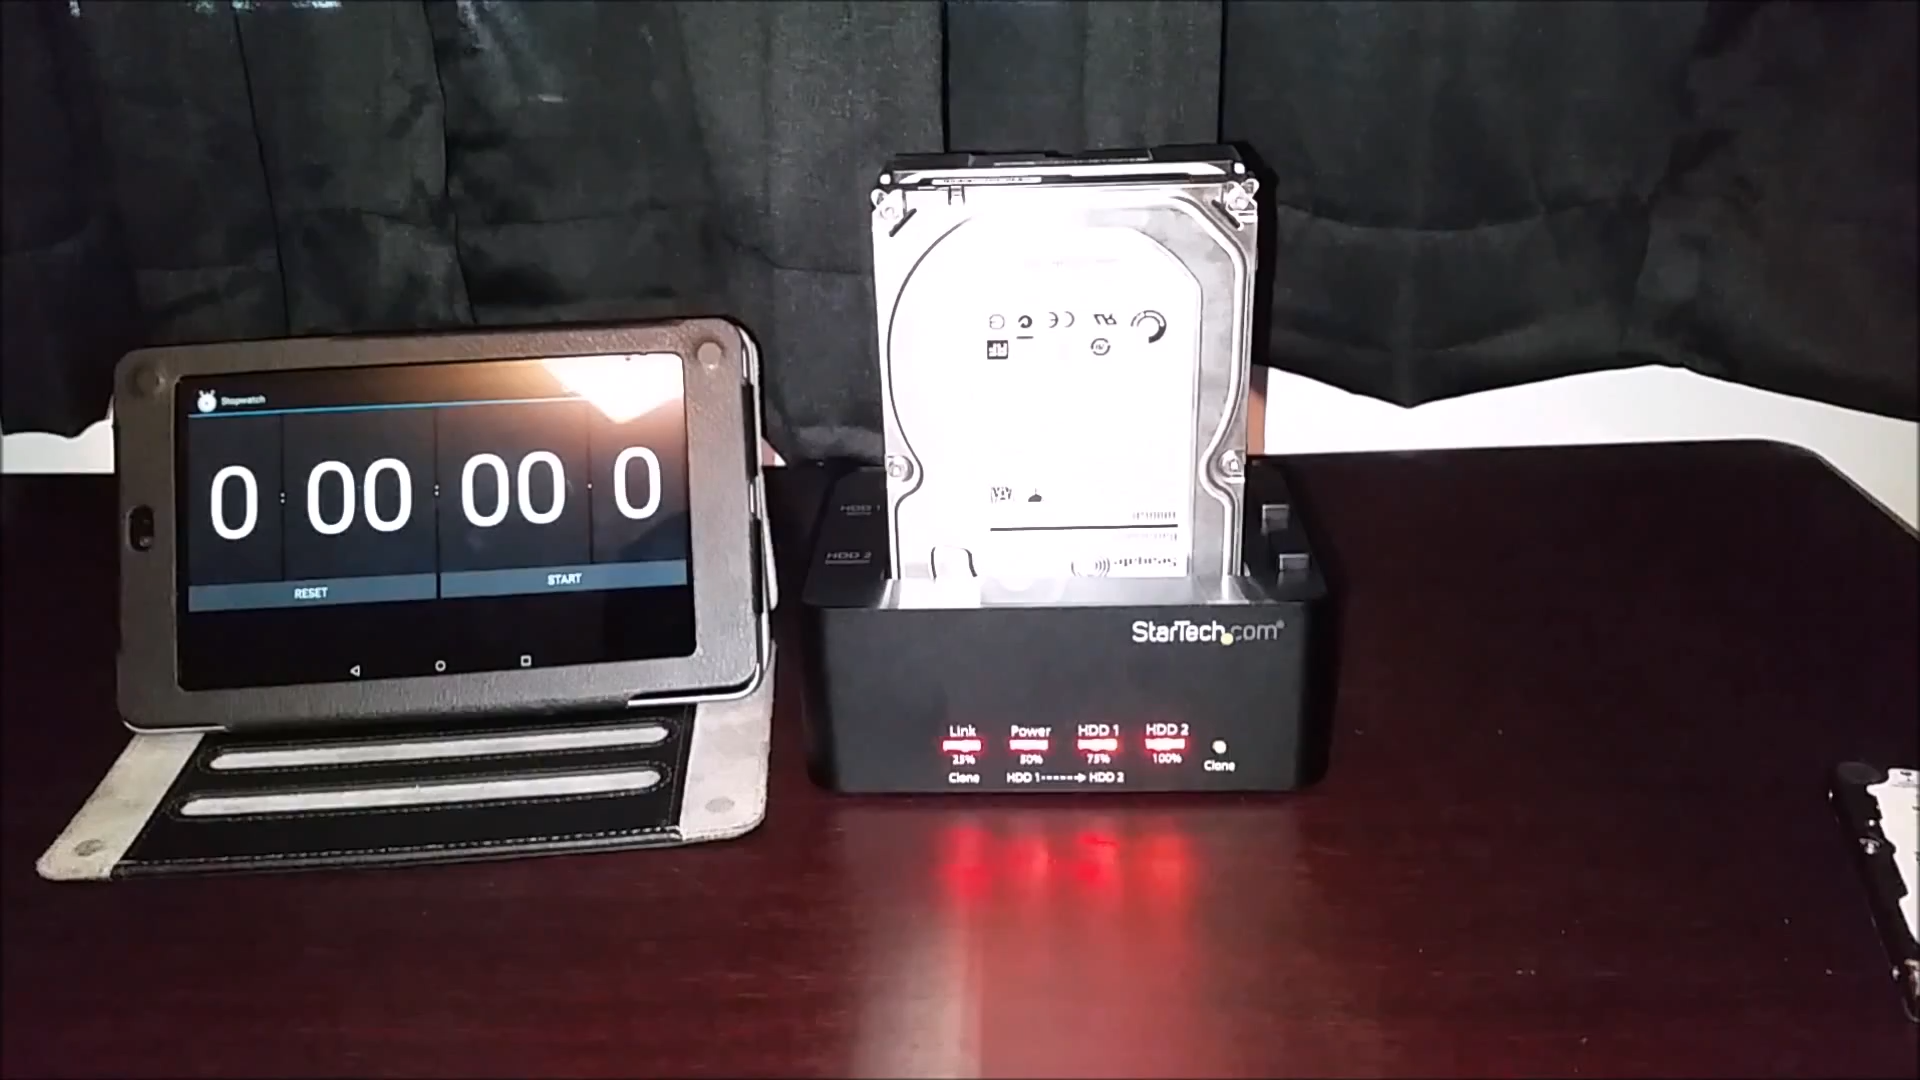 Stopwatch
0 : 00 : 00 . 0
RESET
START
HDD 1
HDD 2
Seagate
StarTech.com®
Link Power HDD 1 HDD 2
25% 50% 75% 100% Clone
Clone HDD 1 HDD 2